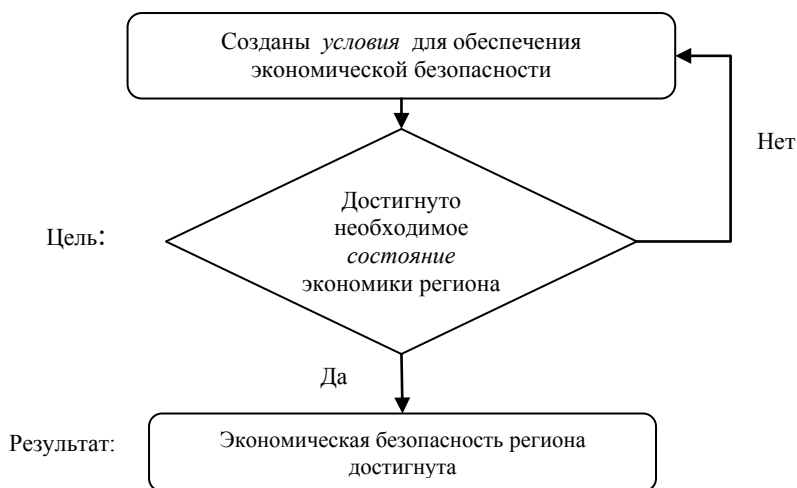 Созданы условия для обеспечения
экономической безопасности
Нет
Достигнуто
необходимое
состояние
экономики региона
Цель:
Да
Результат:
Экономическая безопасность региона
достигнута